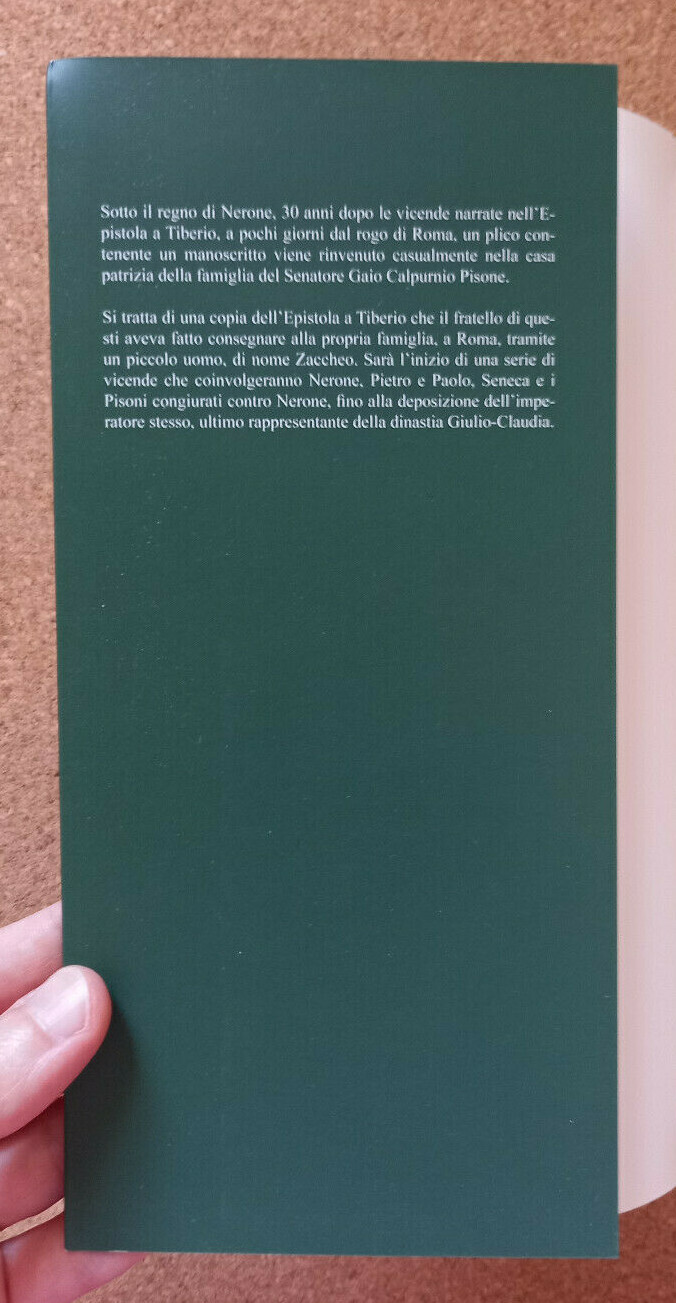 Sotto il regno di Nerone, 30 anni dopo le vicende narrate nell'E-
pistola a Tiberio, a pochi giorni dal rogo di Roma, un plico con-
tenente un manoscritto viene rinvenuto casualmente nella casa
patrizia della famiglia del Senatore Gaio Calpurnio Pisone.
Si tratta di una copia dell'Epistola a Tiberio che il fratello di que-
sti aveva fatto consegnare alla propria famiglia, a Roma, tramite
un piccolo uomo, di nome Zaccheo. Sarà l'inizio di una serie di
vicende che coinvolgeranno Nerone, Pietro e Paolo, Seneca e i
Pisoni congiurati contro Nerone, fino alla deposizione dell'impe-
ratore stesso, ultimo rappresentante della dinastia Giulio-Claudia.